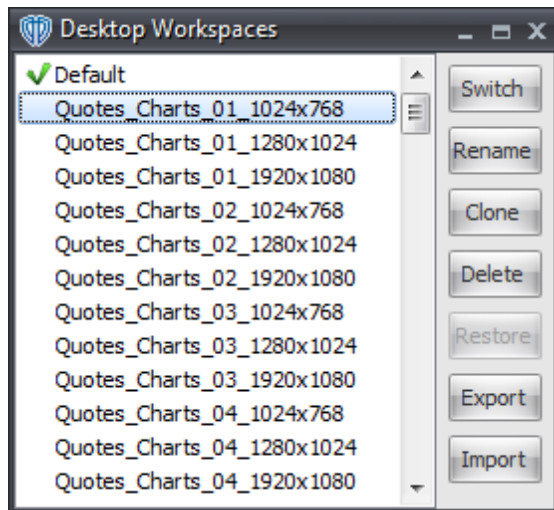 Desktop Workspaces
Default
Quotes_Charts_01_1024x768
Quotes_Charts_01_1280x1024
Quotes_Charts_01_1920x1080
Quotes_Charts_02_1024x768
Quotes_Charts_02_1280x1024
Quotes_Charts_02_1920x1080
Quotes_Charts_03_1024x768
Quotes_Charts_03_1280x1024
Quotes_Charts_03_1920x1080
Quotes_Charts_04_1024x768
Quotes_Charts_04_1280x1024
Quotes_Charts_04_1920x1080
Switch
Rename
Clone
Delete
Restore
Export
Import